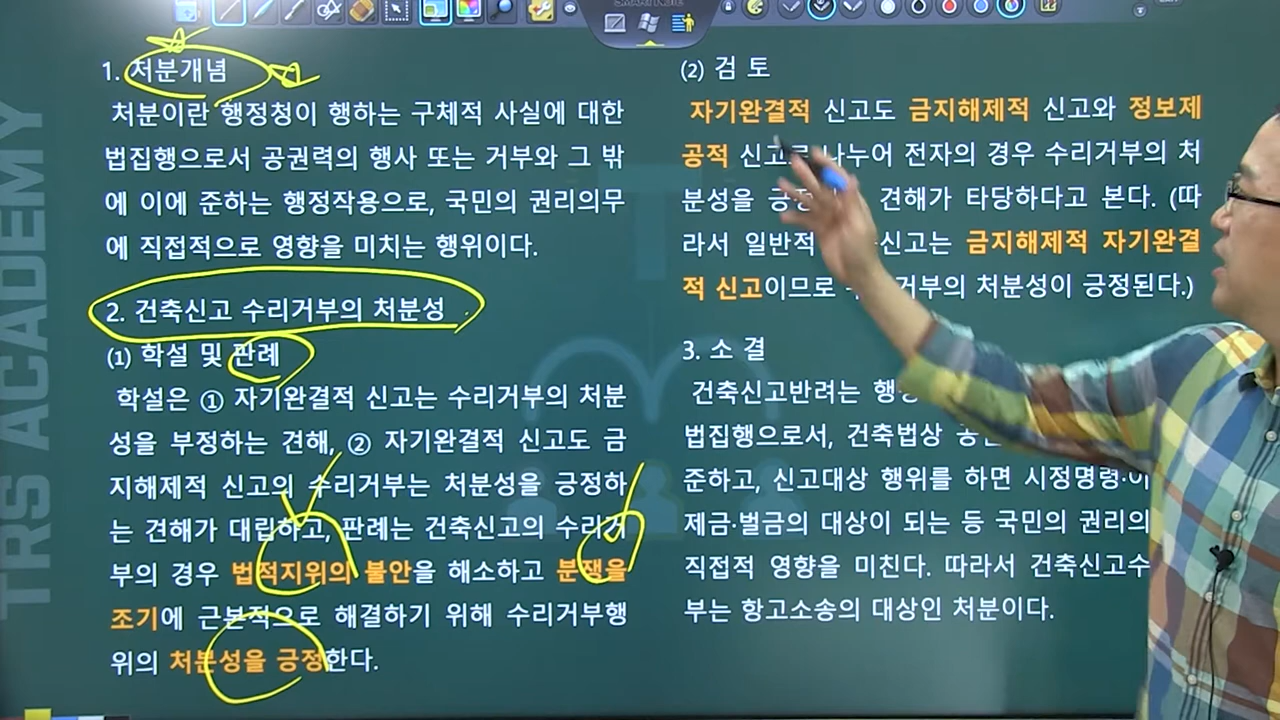 TRS ACADEMY
1. 처분개념
처분이란 행정청이 행하는 구체적 사실에 대한
법집행으로서 공권력의 행사 또는 거부와 그 밖
에 이에 준하는 행정작용으로, 국민의 권리의무
에 직접적으로 영향을 미치는 행위이다.
2. 건축신고 수리거부의 처분성
(1) 학설 및 판례
학설은 ① 자기완결적 신고는 수리거부의 처분
성을 부정하는 견해, ② 자기완결적 신고도 금
지해제적 신고의 수리거부는 처분성을 긍정하
는 견해가 대립하고, 판례는 건축신고의 수리거
부의 경우 법적지위의 불안을 해소하고 분쟁을
조기에 근본적으로 해결하기 위해 수리거부행
위의 처분성을 긍정한다.
(2) 검 토
자기완결적 신고도 금지해제적 신고와 정보제
공적 신고로 나누어 전자의 경우 수리거부의 처
분성을 견해가 타당하다고 본다. (따
라서 일반적 신고는 금지해제적 자기완결
적 신고이므로 처분성이 긍정된다.)
3. 소 결
건축신고반려는
법집행으로서, 건축법상
준하고, 신고대상 행위를 하면 시정명령·이
제금·벌금의 대상이 되는 등 국민의 권리의
직접적 영향을 미친다. 따라서 건축신고수
부는 항고소송의 대상인 처분이다.